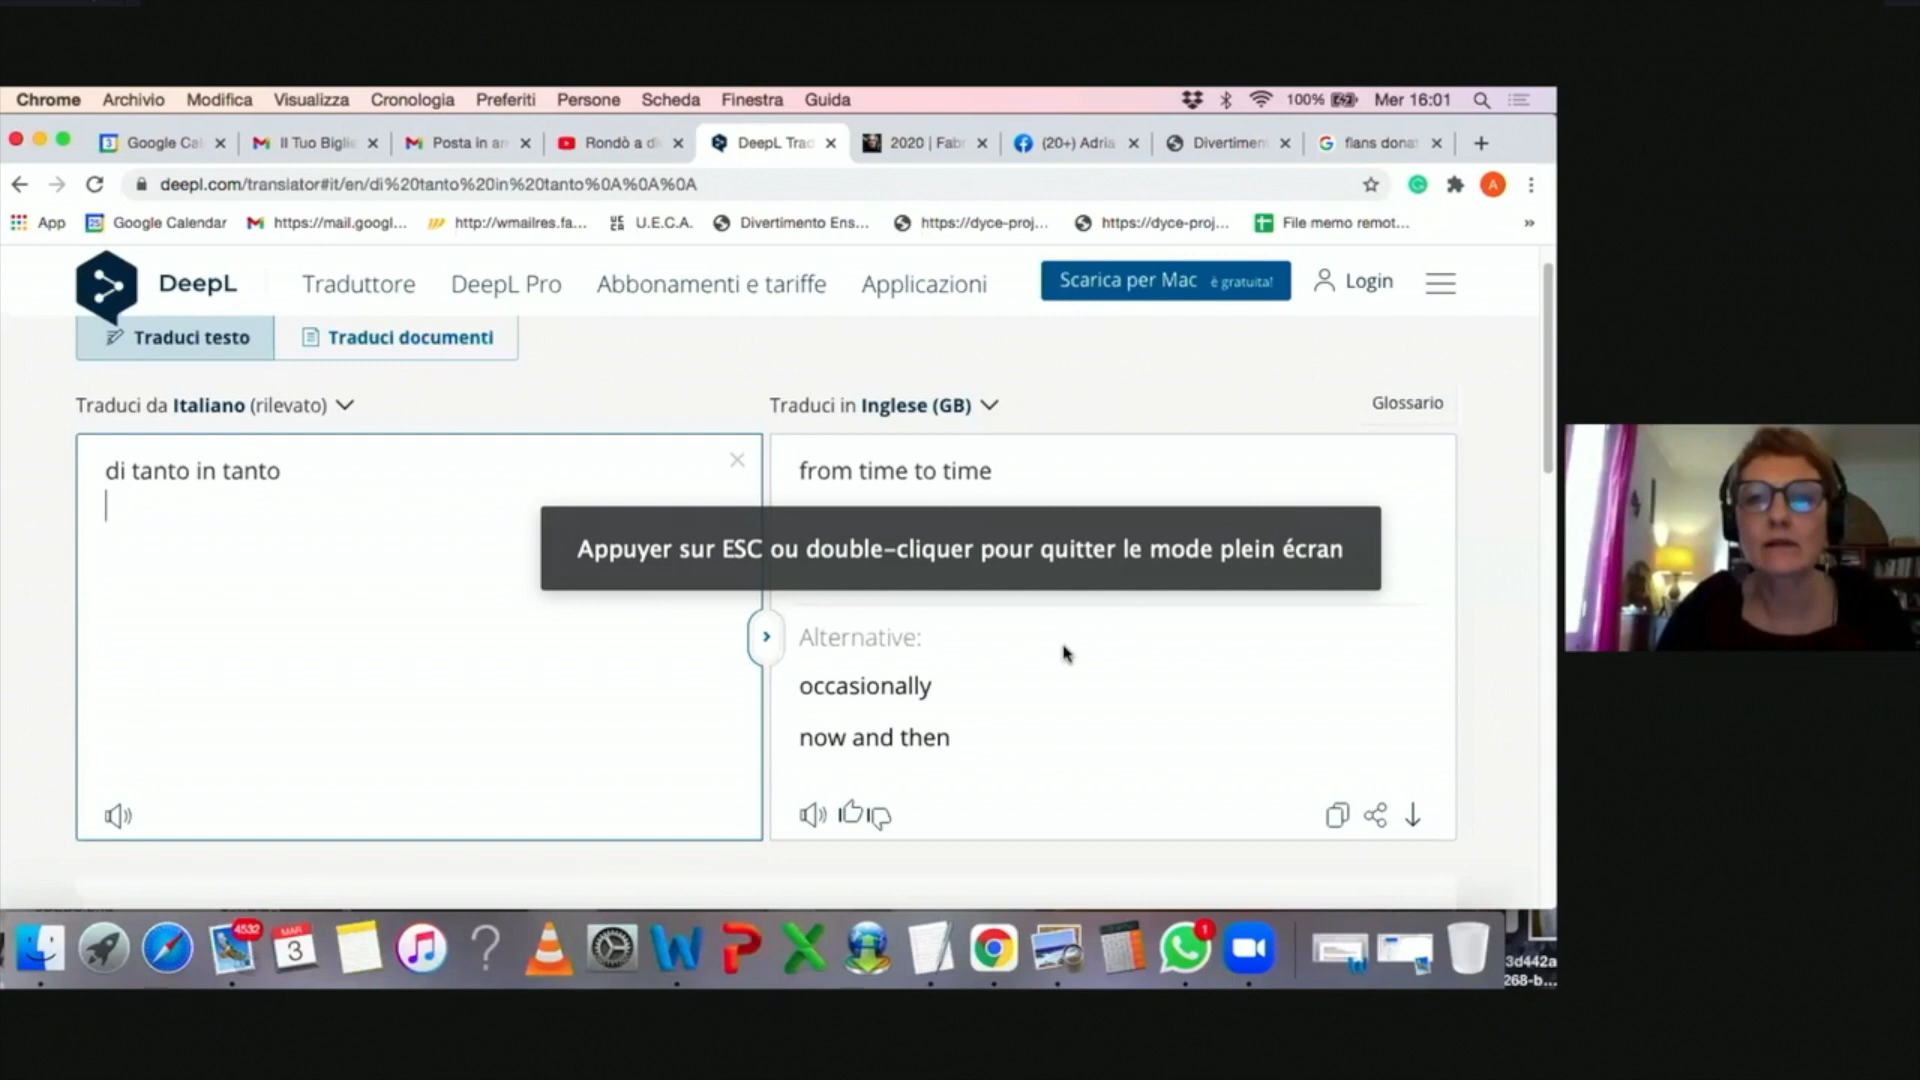 Chrome Archivio Modifica Visualizza Cronologia Preferiti Persone Scheda Finestra Guida 100% Mer 16:01
3 Google Cal Il Tuo Biglie Posta in ar Rondò a di DeepL Trad 2020 | Fabr (20+) Adria Divertimen flans donat
deepl.com/translator#it/en/di%20tanto%20in%20tanto%0A%0A%0A A
App Google Calendar https://mail.googl... http://wmailres.fa... U.E.C.A. Divertimento Ens... https://dyce-proj... https://dyce-proj... File memo remot... »
DeepL Traduttore DeepL Pro Abbonamenti e tariffe Applicazioni Scarica per Mac è gratuita! Login
Traduci testo Traduci documenti
Traduci da Italiano (rilevato) Traduci in Inglese (GB) Glossario
di tanto in tanto from time to time
Appuyer sur ESC ou double-cliquer pour quitter le mode plein écran
Alternative:
occasionally
now and then
4532 MAR 3 1
3d442a
268-b...